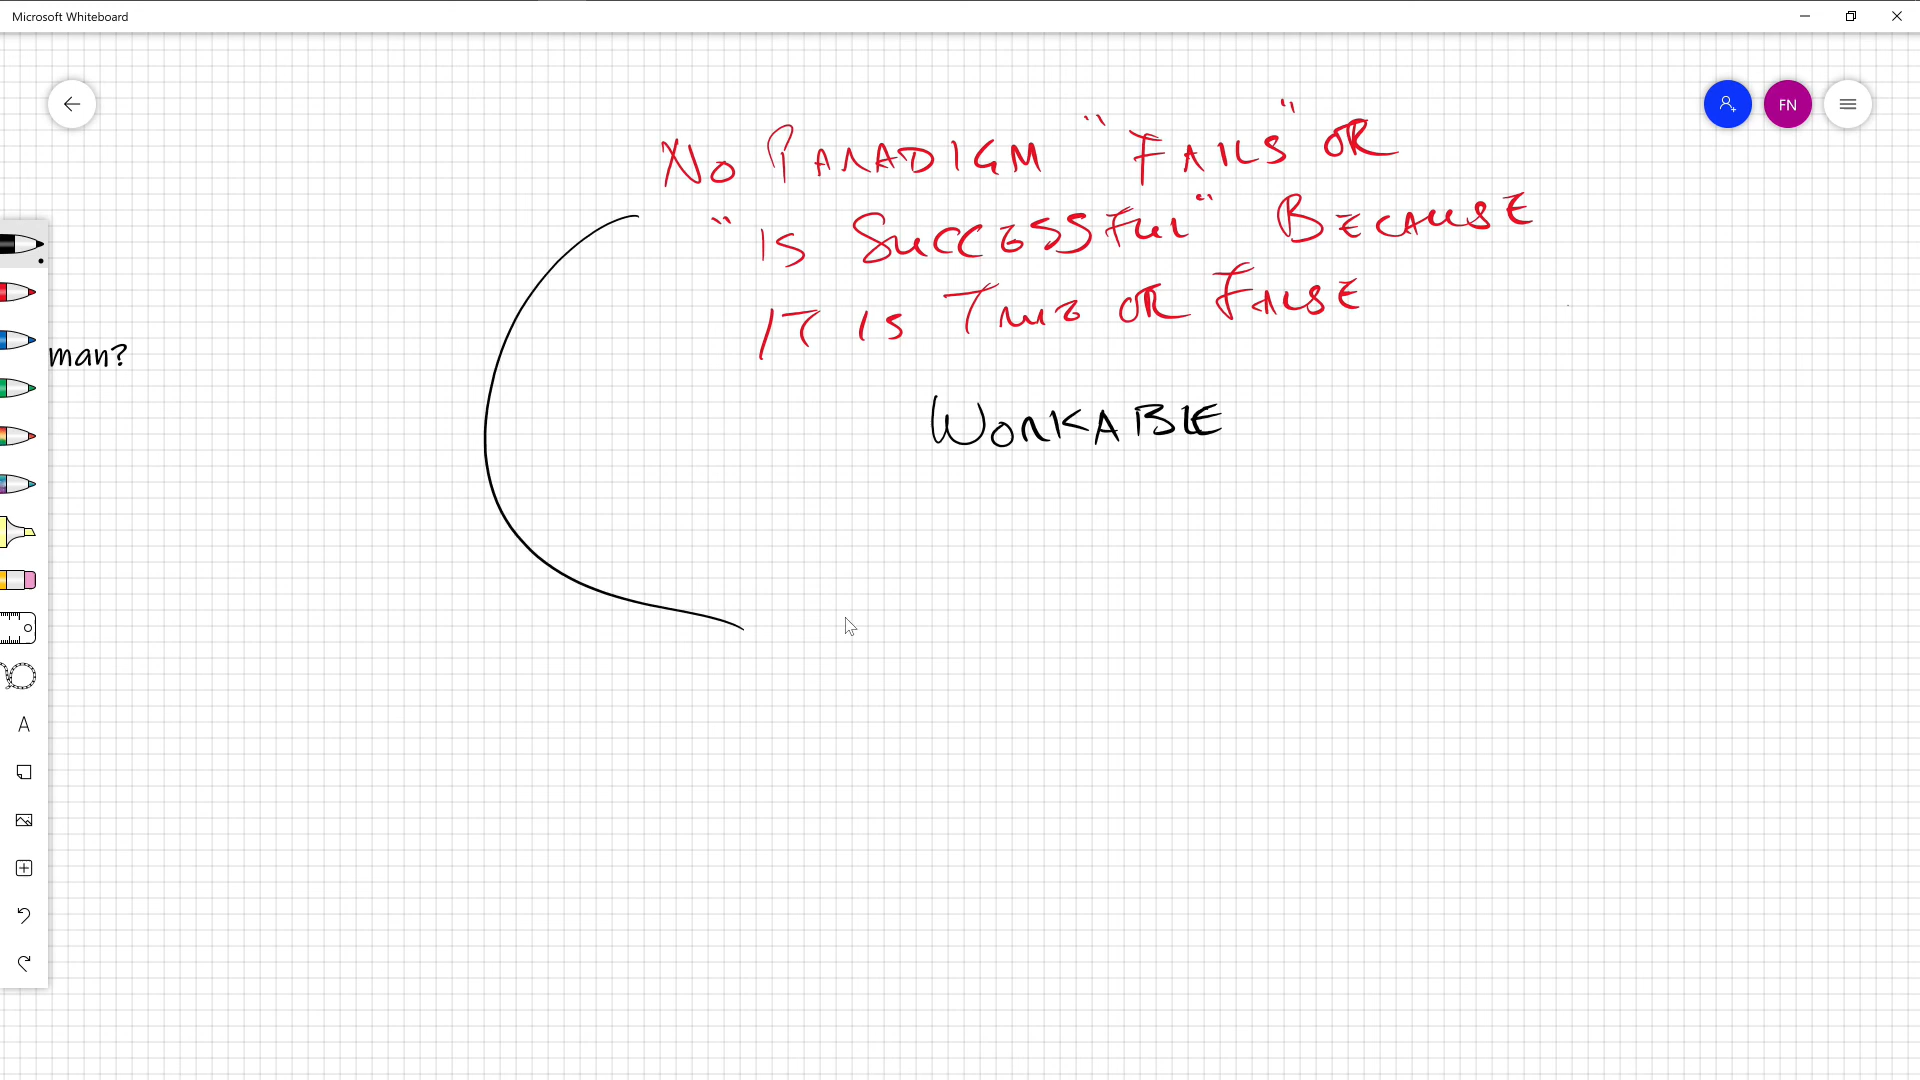 Microsoft Whiteboard
FN
No PARADIGM "FAILS" OR
"IS SUCCESSFUL" BECAUSE
IT IS TRUE OR FALSE
man?
WORKABLE
A